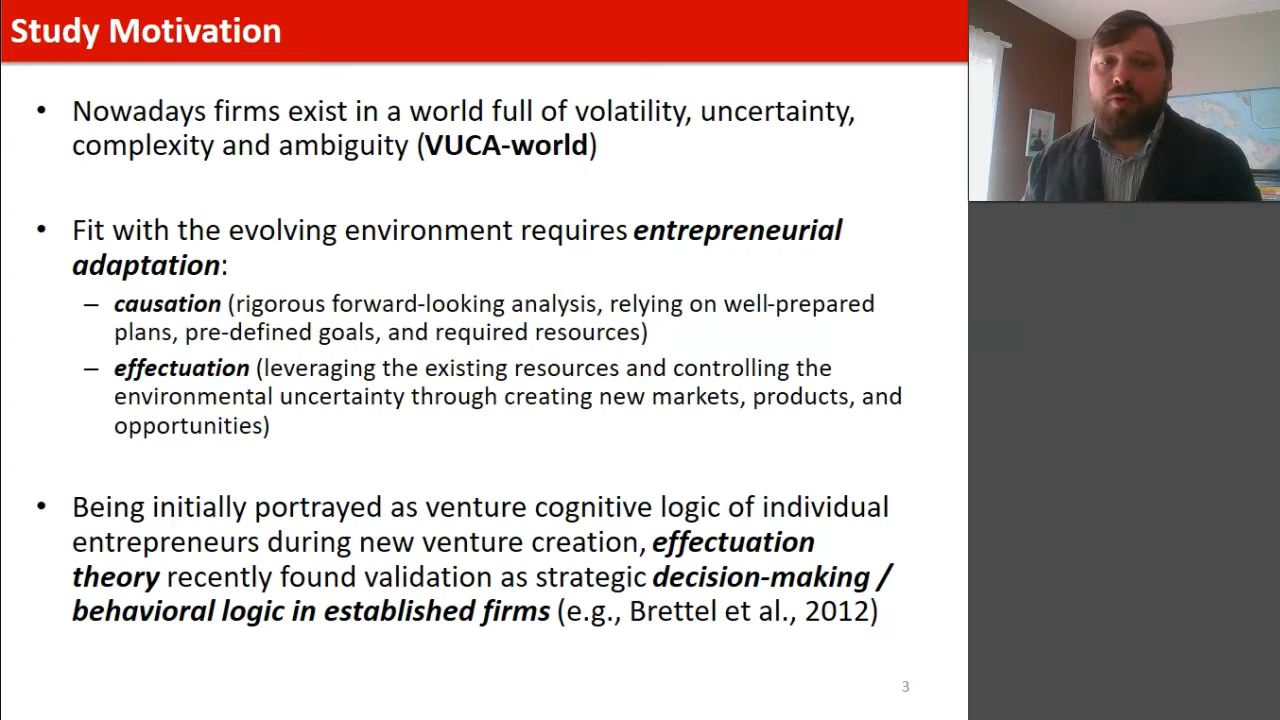 Study Motivation
• Nowadays firms exist in a world full of volatility, uncertainty,
complexity and ambiguity (VUCA-world)
• Fit with the evolving environment requires entrepreneurial
adaptation:
– causation (rigorous forward-looking analysis, relying on well-prepared
plans, pre-defined goals, and required resources)
– effectuation (leveraging the existing resources and controlling the
environmental uncertainty through creating new markets, products, and
opportunities)
• Being initially portrayed as venture cognitive logic of individual
entrepreneurs during new venture creation, effectuation
theory recently found validation as strategic decision-making /
behavioral logic in established firms (e.g., Brettel et al., 2012)
3